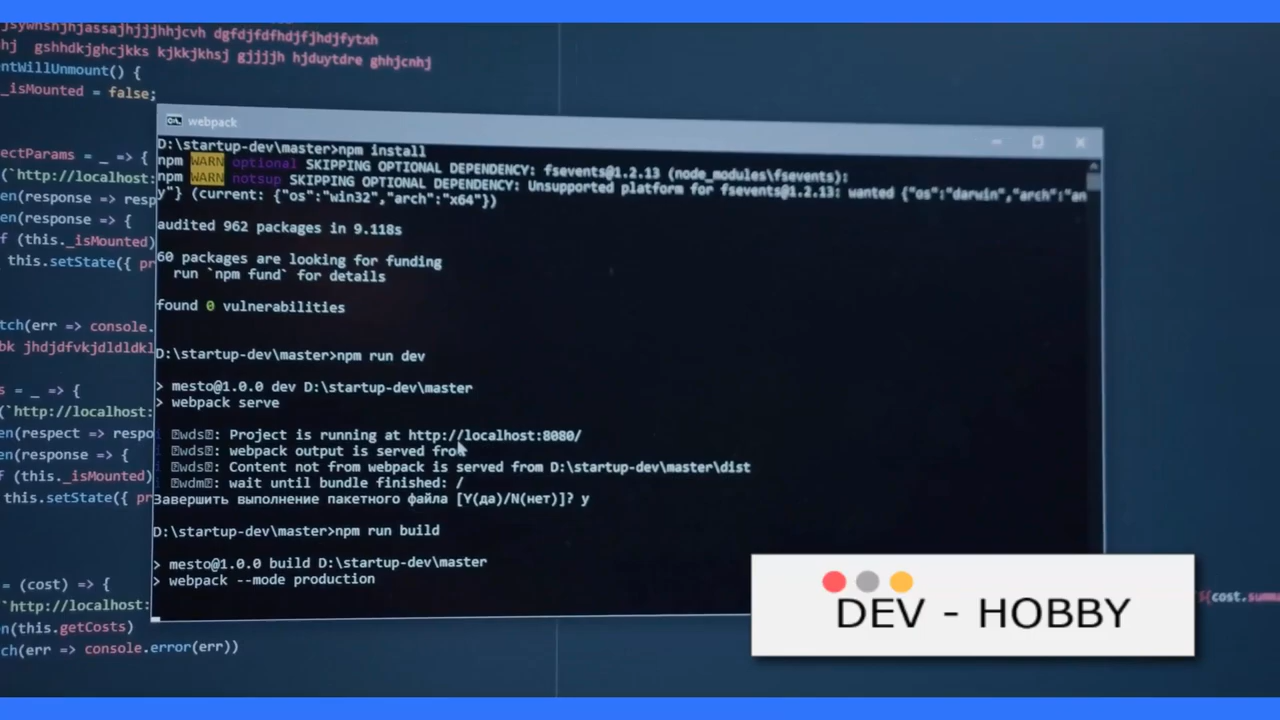 jsywnshjhjassajhjjjhhjcvh dgfdjfdfhdjfjhdjfytxh
hj gshhdkjghcjkks kjkkjkhsj gjjjjh hjduytdre ghhjcnhj
entWillUnmount() {
_isMounted = false;
webpack
D:\startup-dev\master>npm install
npm WARN optional SKIPPING OPTIONAL DEPENDENCY: fsevents@1.2.13 (node_modules\fsevents):
npm WARN notsup SKIPPING OPTIONAL DEPENDENCY: Unsupported platform for fsevents@1.2.13: wanted {"os":"darwin","arch":"an
y"} (current: {"os":"win32","arch":"x64"})
audited 962 packages in 9.118s
60 packages are looking for funding
run `npm fund` for details
found 0 vulnerabilities
D:\startup-dev\master>npm run dev
> mesto@1.0.0 dev D:\startup-dev\master
> webpack serve
i 「wds」: Project is running at http://localhost:8080/
i 「wds」: webpack output is served from
i 「wds」: Content not from webpack is served from D:\startup-dev\master\dist
i 「wdm」: wait until bundle finished: /
Завершить выполнение пакетного файла [Y(да)/N(нет)]? y
D:\startup-dev\master>npm run build
> mesto@1.0.0 build D:\startup-dev\master
> webpack --mode production
ectParams = _ => {
(`http://localhost:
en(response => resp
en(response => {
f (this._isMounted)
this.setState({ pr
tch(err => console.
bk jhdjdfvkjdldldkl
s = _ => {
(`http://localhost:
en(respect => respo
en(response => {
(this._isMounted)
this.setState({ pr
= (cost) => {
`http://localhost:
en(this.getCosts)
ch(err => console.error(err))
${cost.summa
DEV - HOBBY